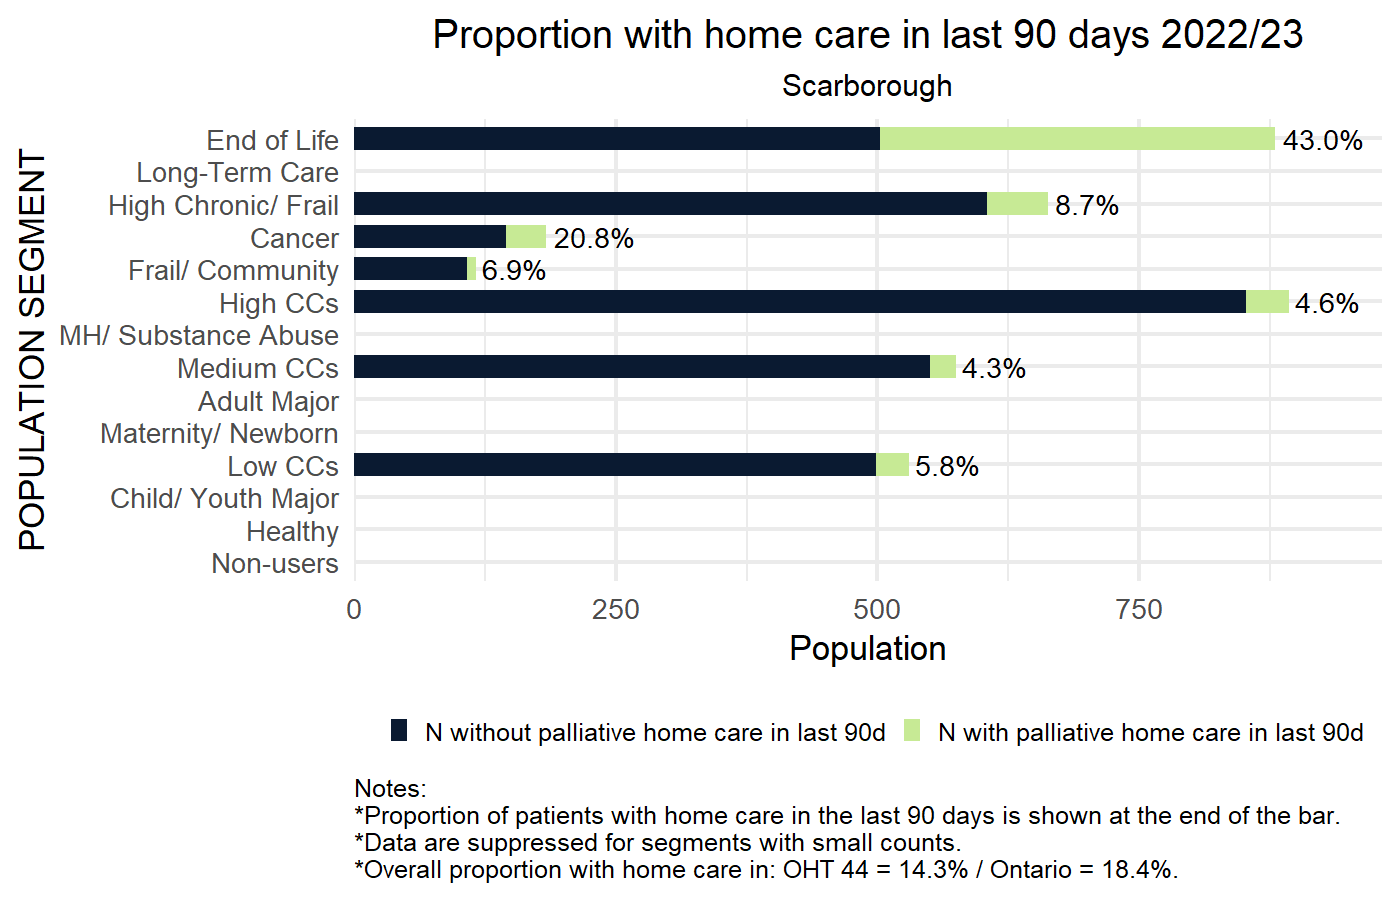 Proportion with home care in last 90 days 2022/23
Scarborough
POPULATION SEGMENT
End of Life 43.0%
Long-Term Care
High Chronic/ Frail 8.7%
Cancer 20.8%
Frail/ Community 6.9%
High CCs 4.6%
MH/ Substance Abuse
Medium CCs 4.3%
Adult Major
Maternity/ Newborn
Low CCs 5.8%
Child/ Youth Major
Healthy
Non-users
0 250 500 750
Population
N without palliative home care in last 90d N with palliative home care in last 90d
Notes:
*Proportion of patients with home care in the last 90 days is shown at the end of the bar.
*Data are suppressed for segments with small counts.
*Overall proportion with home care in: OHT 44 = 14.3% / Ontario = 18.4%.